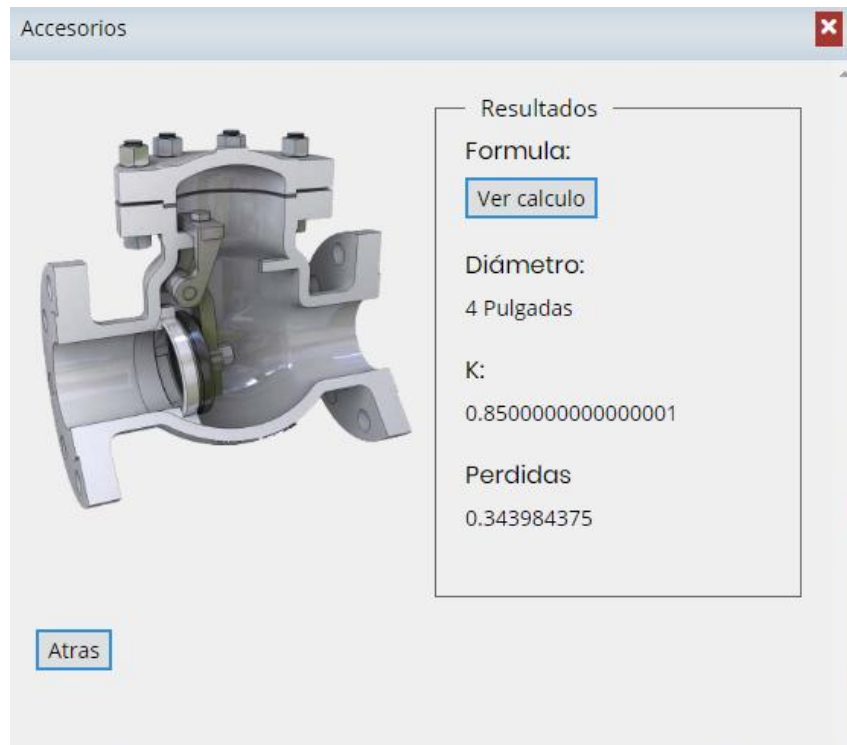 Accesorios
Resultados
Formula:
Ver calculo
Diámetro:
4 Pulgadas
K:
0.8500000000000001
Perdidas
0.343984375
Atras